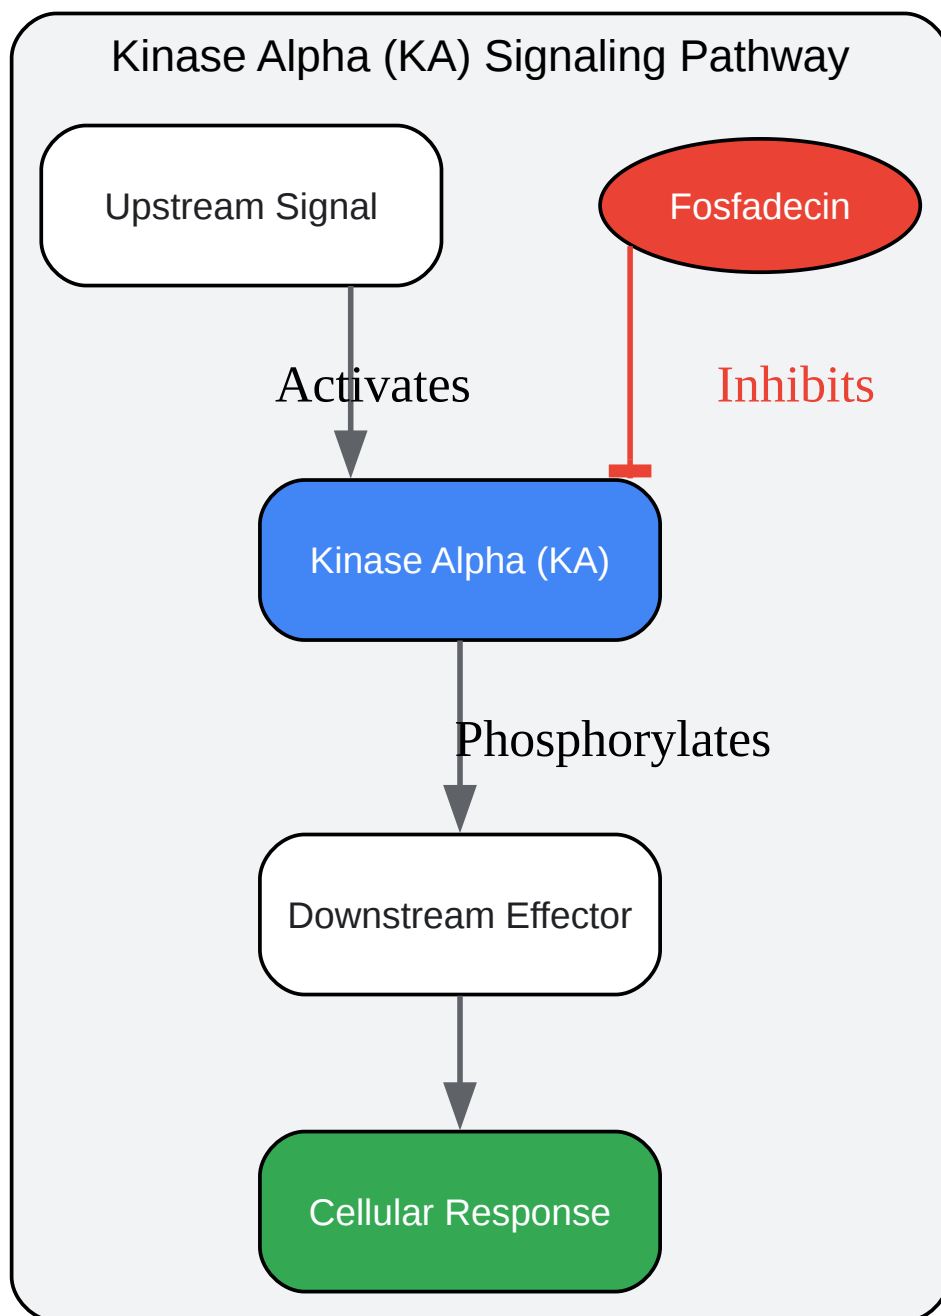 Kinase Alpha (KA) Signaling Pathway
Upstream Signal
Fosfadecin
Activates
Inhibits
Kinase Alpha (KA)
Phosphorylates
Downstream Effector
Cellular Response